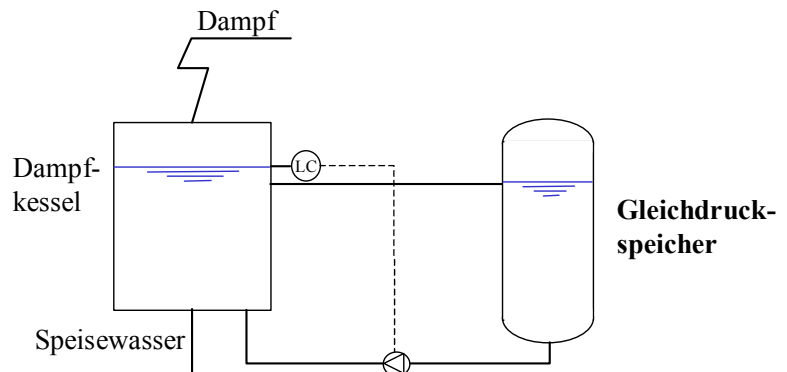 Dampf
Dampf-
kessel
LC
Gleichdruck-
speicher
Speisewasser